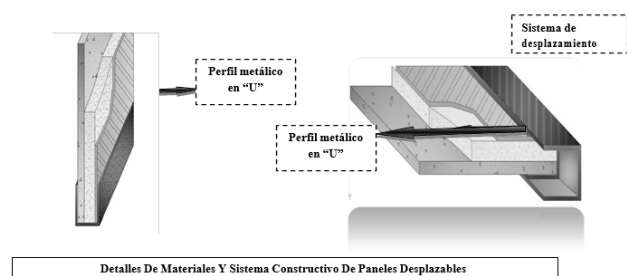 Sistema de
desplazamiento
Perfil metálico
en “U”
Perfil metálico
en “U”
Detalles De Materiales Y Sistema Constructivo De Paneles Desplazables